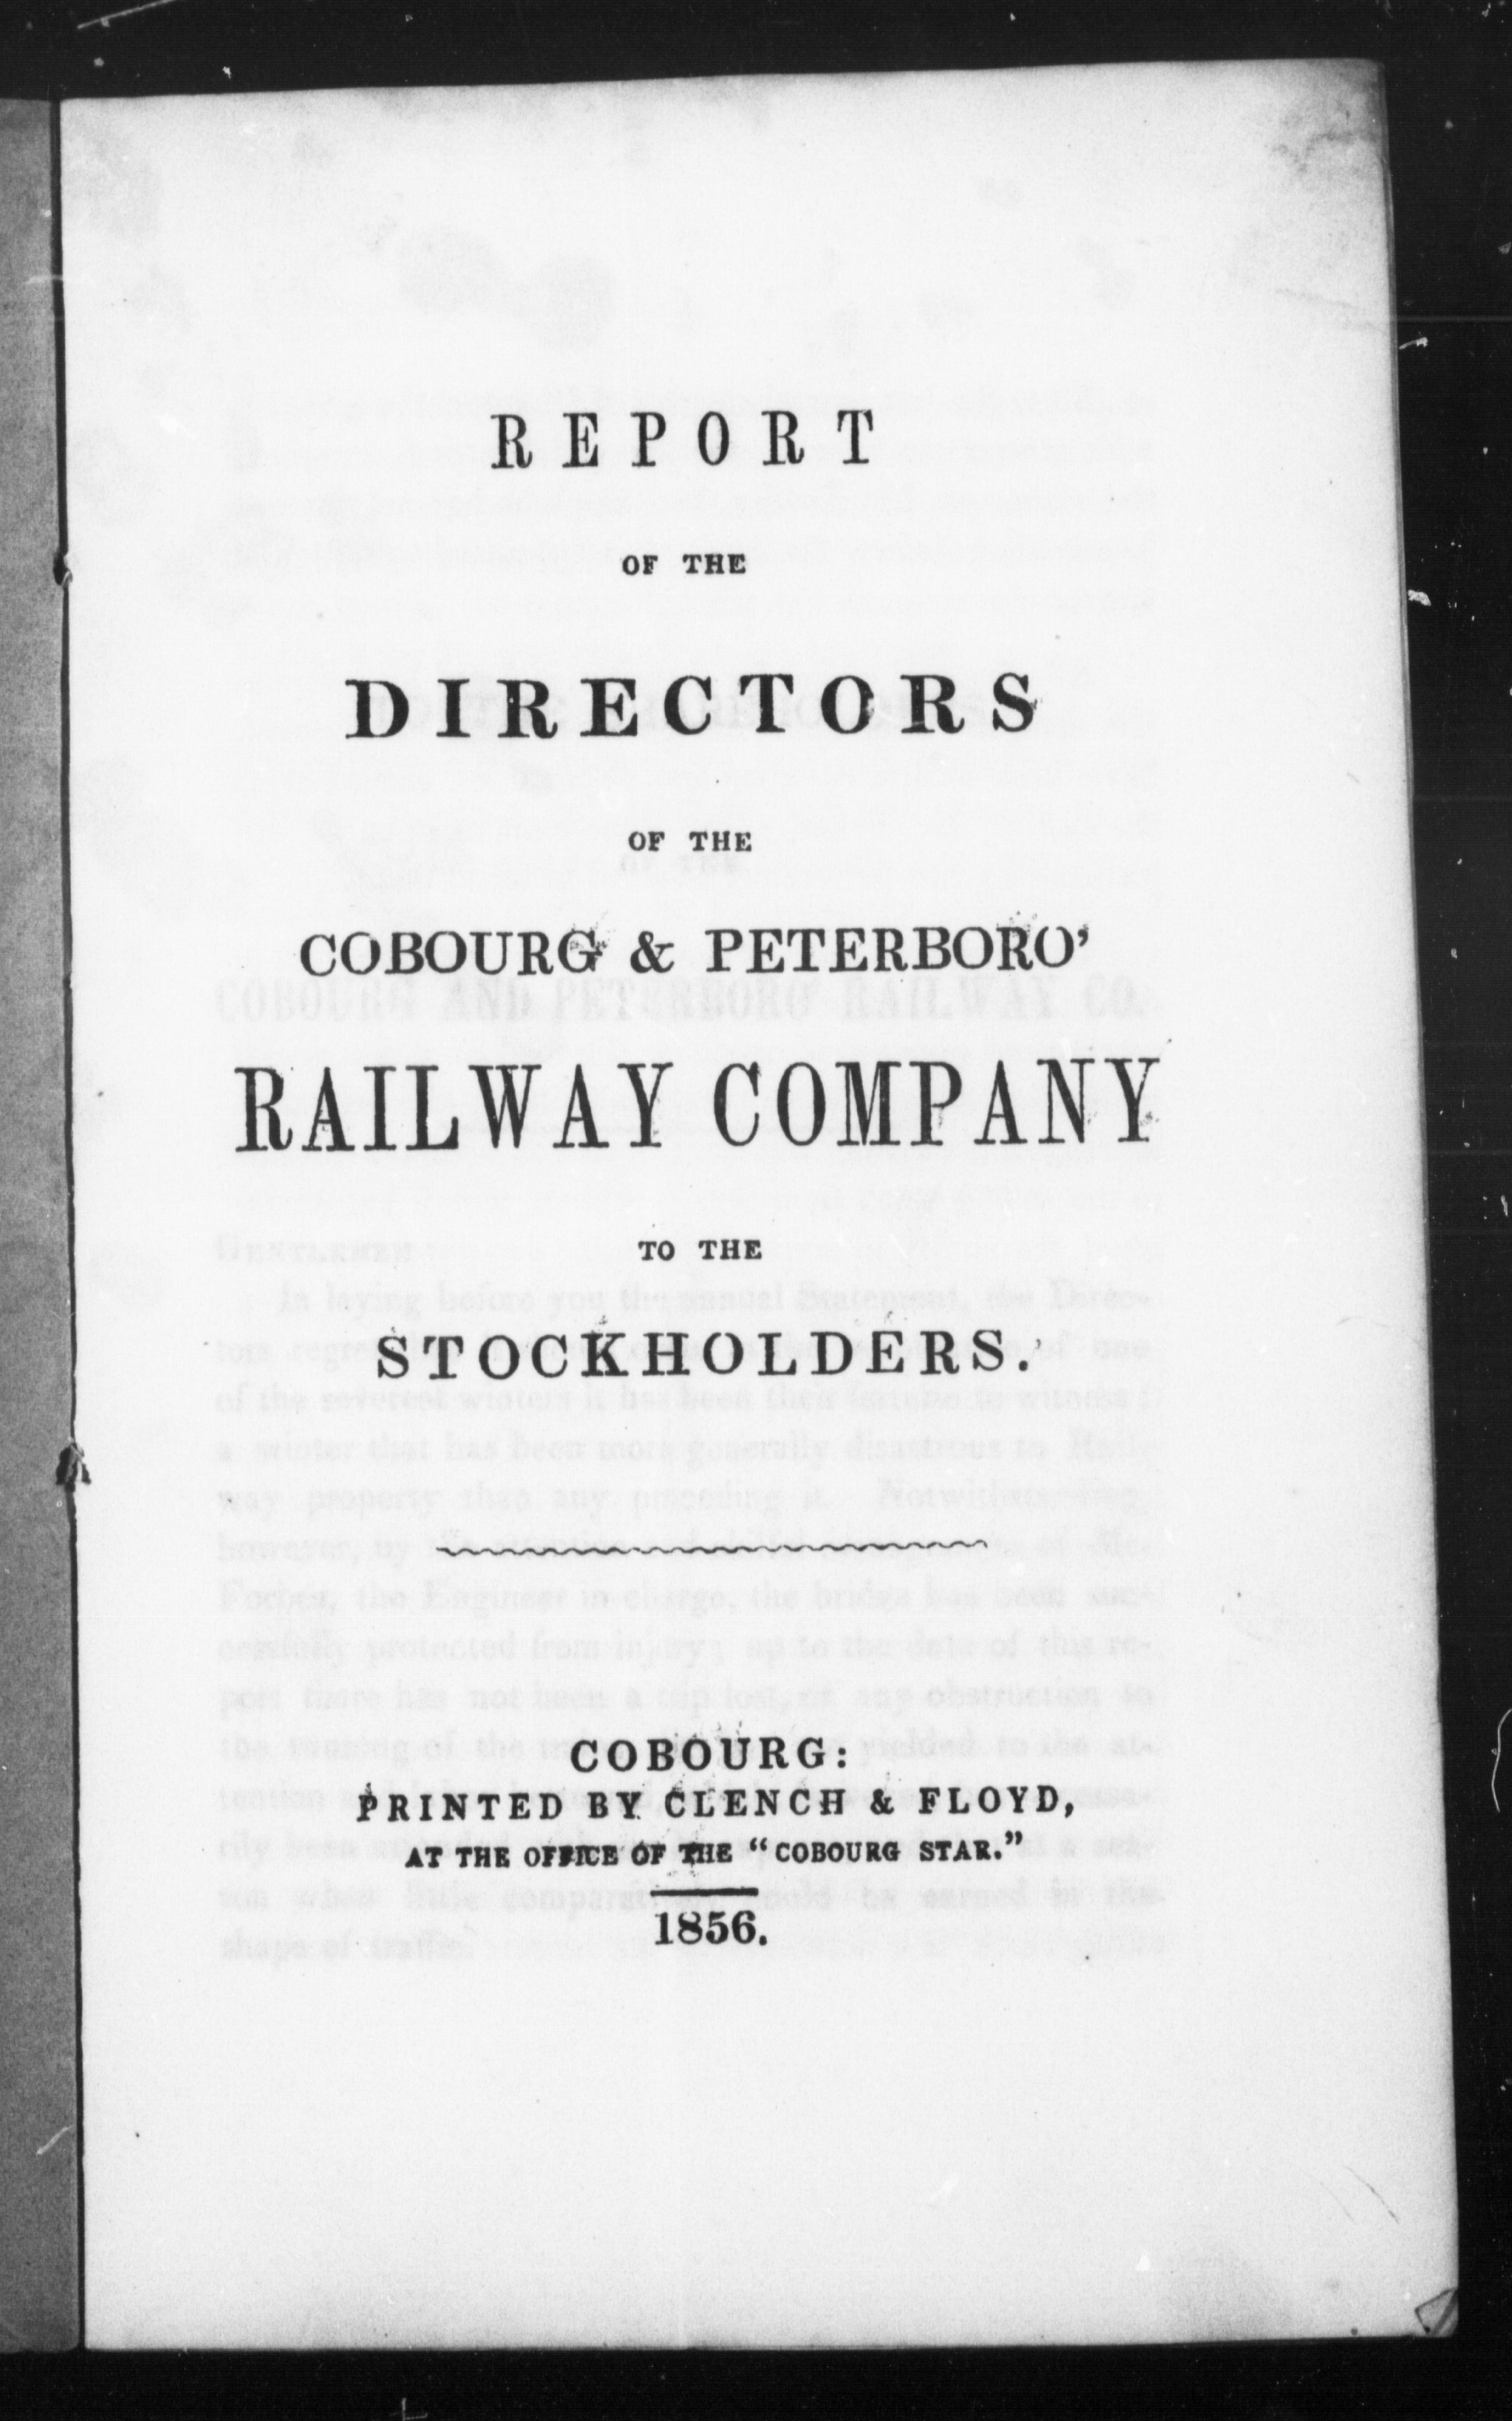 REPORT
OF THE
DIRECTORS
OF THE
COBOURG & PETERBORO'
RAILWAY COMPANY
TO THE
STOCKHOLDERS.
COBOURG:
PRINTED BY CLENCH & FLOYD,
AT THE OFFICE OF THE "COBOURG STAR."
1856.